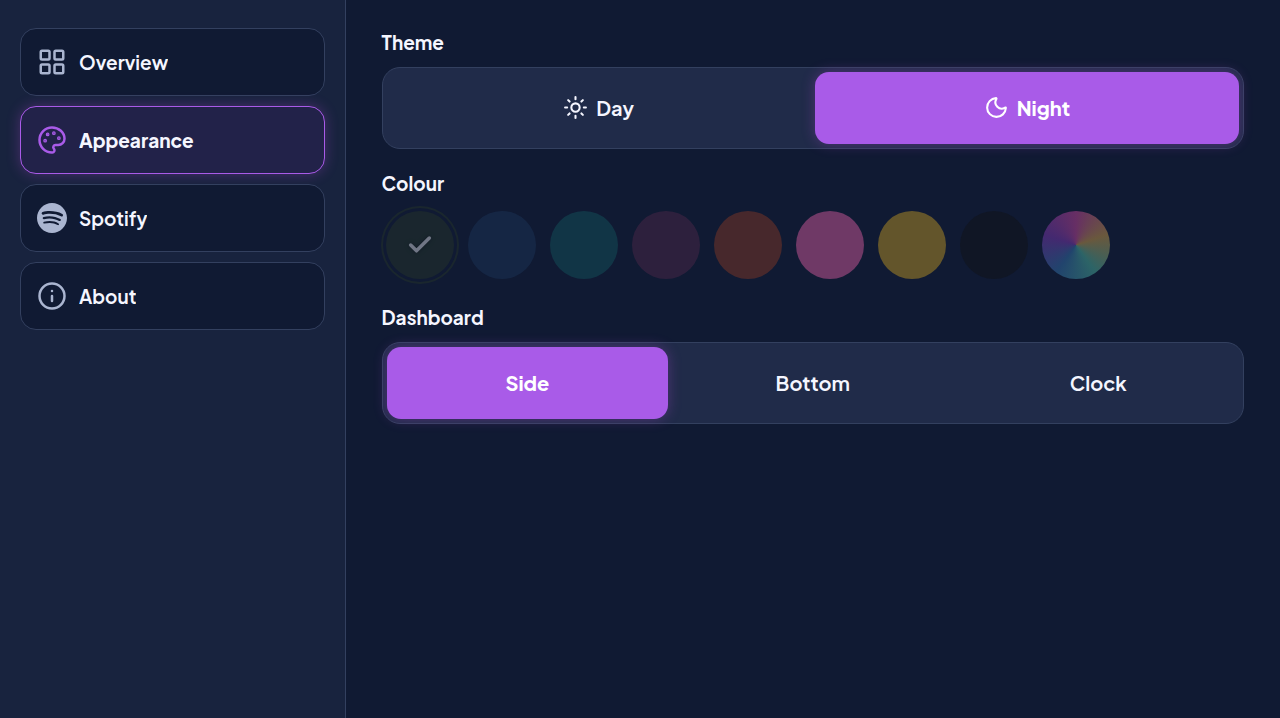 Overview
Appearance
Spotify
About
Theme
Day
Night
Colour
Dashboard
Side
Bottom
Clock